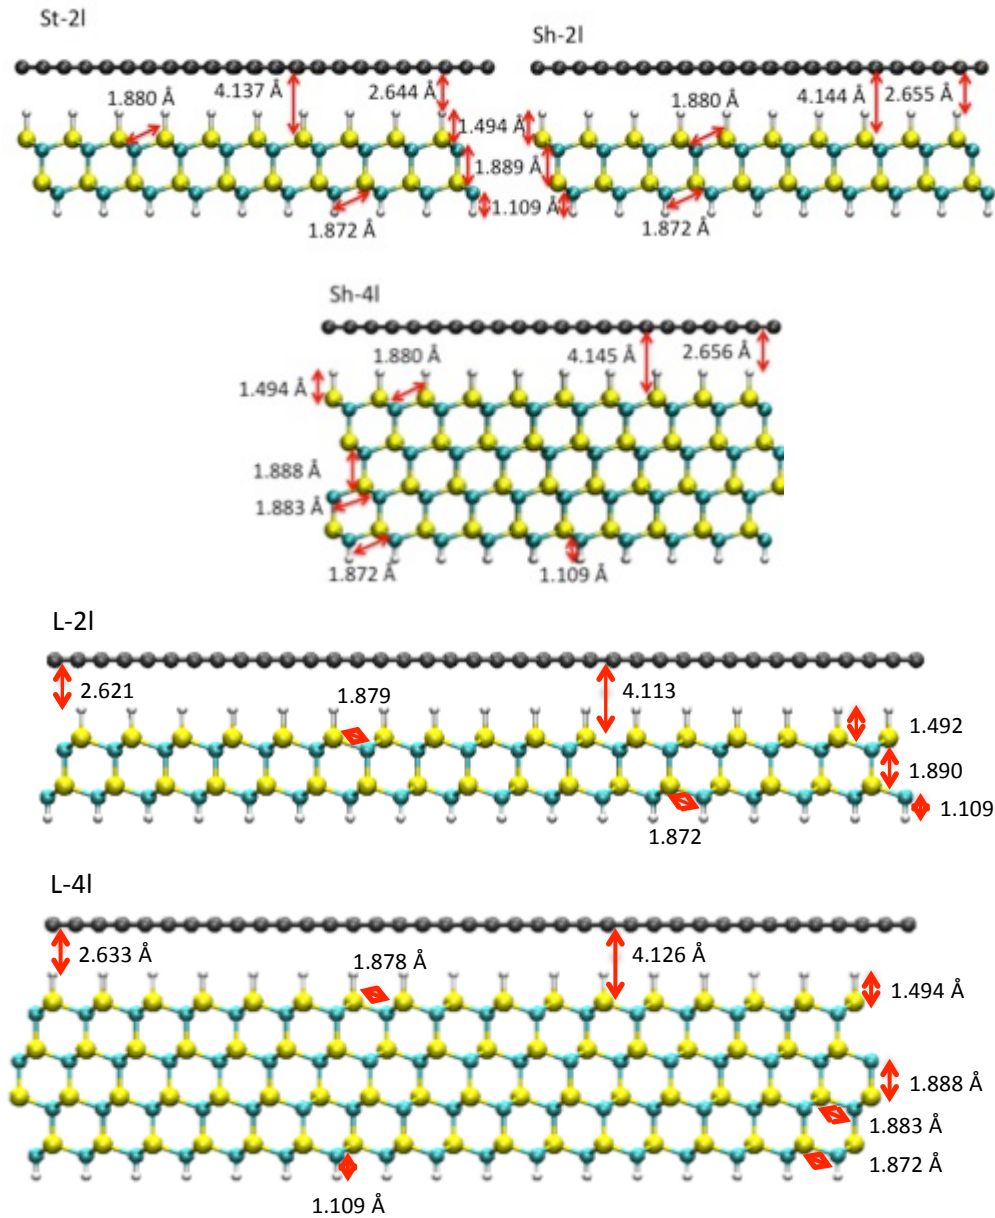 St-2l
Sh-2l
1.880 Å
4.137 Å
2.644 Å
1.880 Å
4.144 Å
2.655 Å
1.494 Å
1.889 Å
1.109 Å
1.872 Å
1.872 Å
Sh-4l
1.880 Å
4.145 Å
2.656 Å
1.494 Å
1.888 Å
1.883 Å
1.872 Å
1.109 Å
L-2l
2.621
1.879
4.113
1.492
1.890
1.109
1.872
L-4l
2.633 Å
1.878 Å
4.126 Å
1.494 Å
1.888 Å
1.883 Å
1.872 Å
1.109 Å